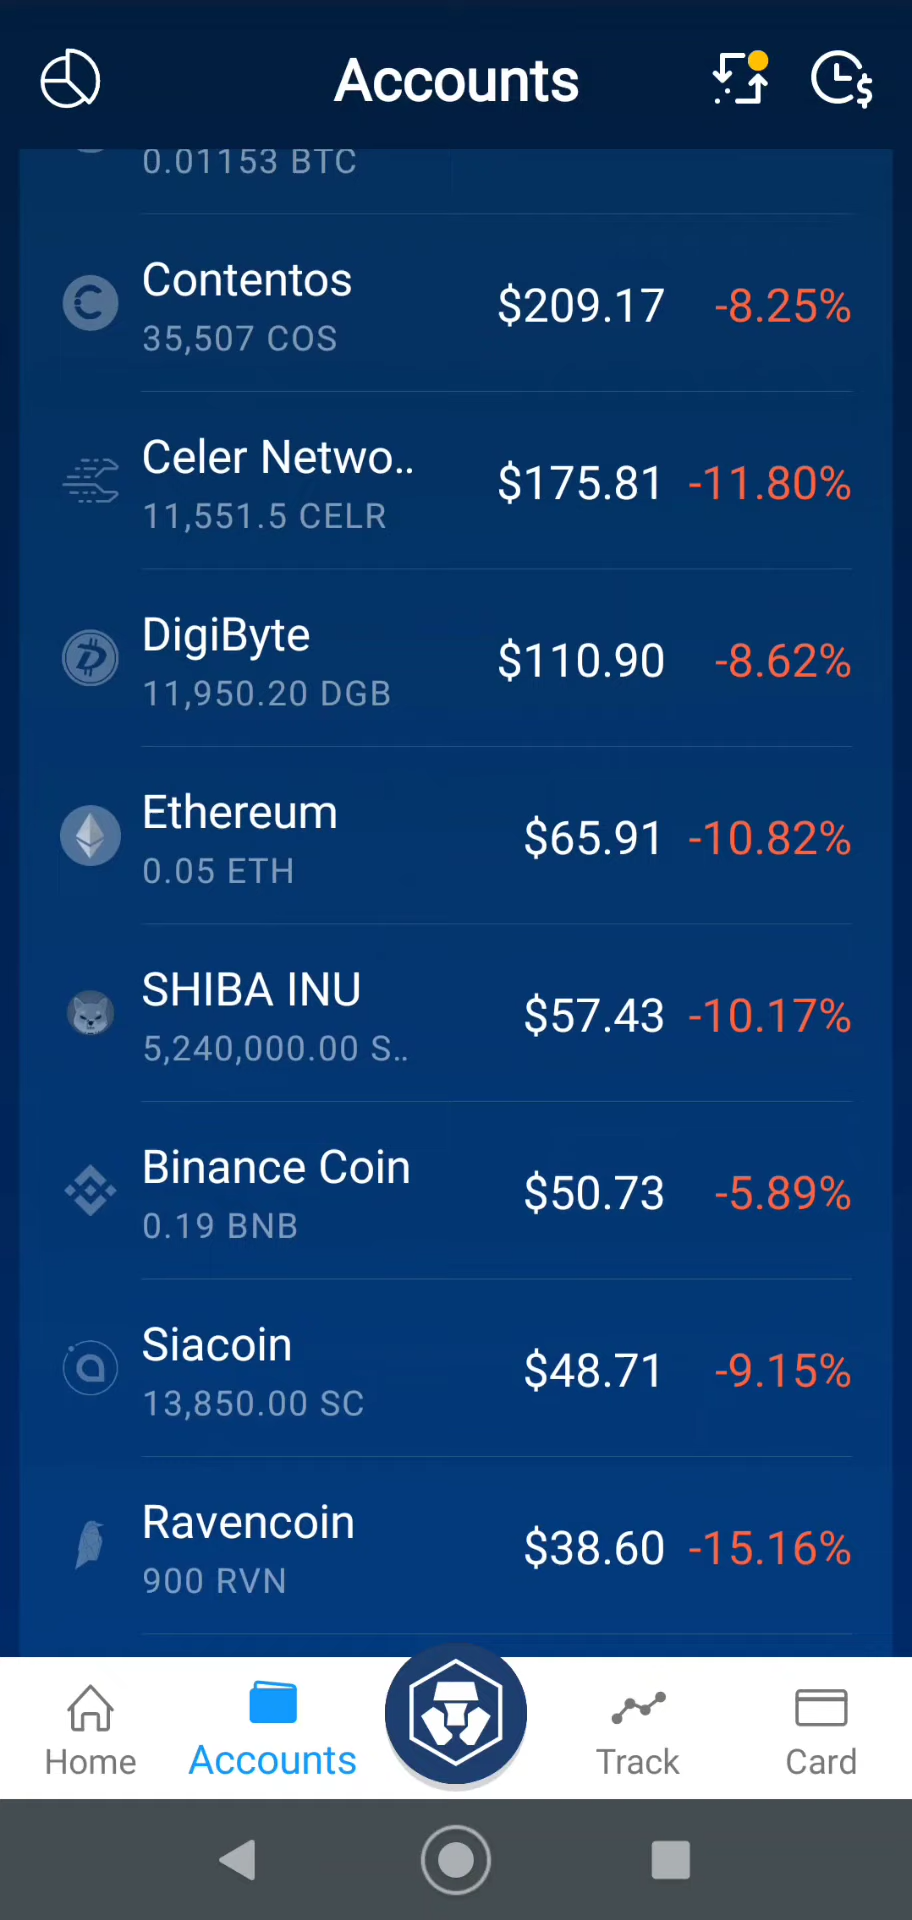 Accounts
0.01153 BTC
Contentos
$209.17 -8.25%
35,507 COS
Celer Netwo..
$175.81 -11.80%
11,551.5 CELR
DigiByte
$110.90 -8.62%
11,950.20 DGB
Ethereum
$65.91 -10.82%
0.05 ETH
SHIBA INU
$57.43 -10.17%
5,240,000.00 S..
Binance Coin
$50.73 -5.89%
0.19 BNB
Siacoin
$48.71 -9.15%
13,850.00 SC
Ravencoin
$38.60 -15.16%
900 RVN
Home Accounts Track Card